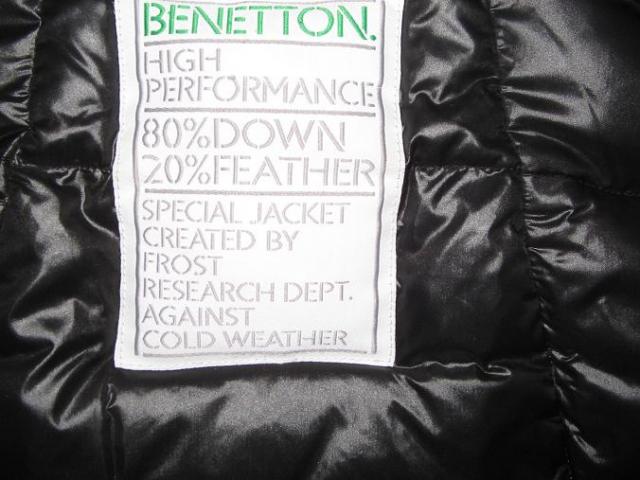 BENETTON.
HIGH
PERFORMANCE
80%DOWN
20%FEATHER
SPECIAL JACKET
CREATED BY
FROST
RESEARCH DEPT.
AGAINST
COLD WEATHER